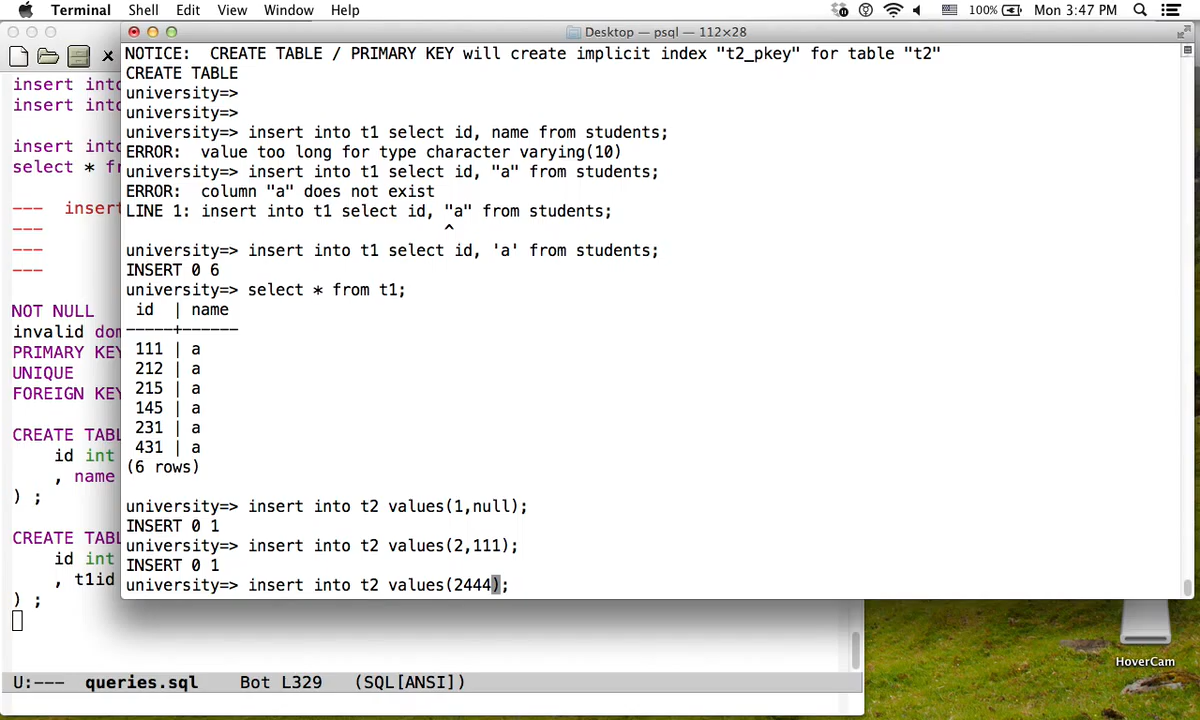 Terminal Shell Edit View Window Help 100% Mon 3:47 PM
Desktop — psql — 112×28
NOTICE: CREATE TABLE / PRIMARY KEY will create implicit index "t2_pkey" for table "t2"
CREATE TABLE
university=>
university=>
university=> insert into t1 select id, name from students;
ERROR: value too long for type character varying(10)
university=> insert into t1 select id, "a" from students;
ERROR: column "a" does not exist
LINE 1: insert into t1 select id, "a" from students;
^
university=> insert into t1 select id, 'a' from students;
INSERT 0 6
university=> select * from t1;
id | name
-----+------
111 | a
212 | a
215 | a
145 | a
231 | a
431 | a
(6 rows)
university=> insert into t2 values(1,null);
INSERT 0 1
university=> insert into t2 values(2,111);
INSERT 0 1
university=> insert into t2 values(2444);
insert into
insert into
insert into
select * fr
--- insert
---
---
---
NOT NULL
invalid dom
PRIMARY KEY
UNIQUE
FOREIGN KEY
CREATE TABL
id int
, name
) ;
CREATE TABL
id int
, t1id
) ;
U:--- queries.sql Bot L329 (SQL[ANSI])
HoverCam